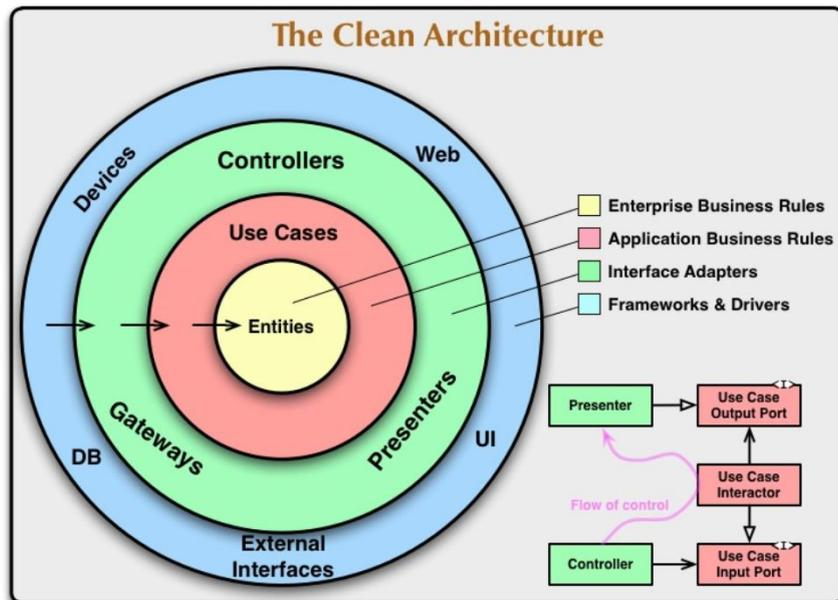 The Clean Architecture
Devices
Web
Controllers
Use Cases
Entities
Gateways
Presenters
DB
UI
External
Interfaces
Enterprise Business Rules
Application Business Rules
Interface Adapters
Frameworks & Drivers
Presenter
<I>
Use Case
Output Port
Use Case
Interactor
Flow of control
Controller
<I>
Use Case
Input Port